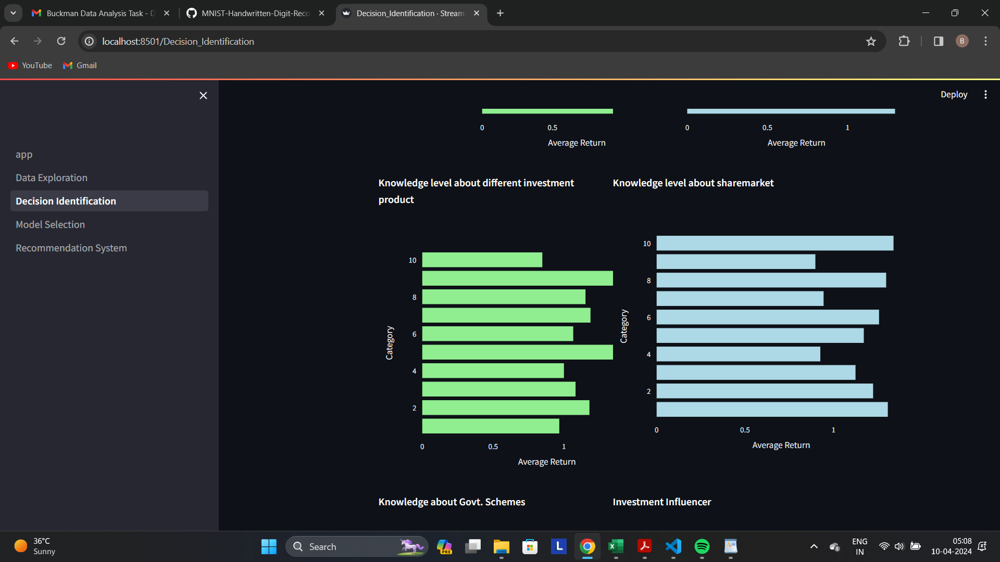 Buckman Data Analysis Task - D
MNIST-Handwritten-Digit-Reco
Decision_Identification · Stream
localhost:8501/Decision_Identification
B
YouTube
Gmail
Deploy
app
Data Exploration
Decision Identification
Model Selection
Recommendation System
0 0.5
Average Return
0 0.5 1
Average Return
Knowledge level about different investment
product
10
8
6
4
2
Category
0 0.5 1
Average Return
Knowledge level about sharemarket
10
8
6
4
2
Category
0 0.5 1
Average Return
Knowledge about Govt. Schemes
Investment Influencer
36°C
Sunny
Search
PRE
L
ENG
IN
05:08
10-04-2024